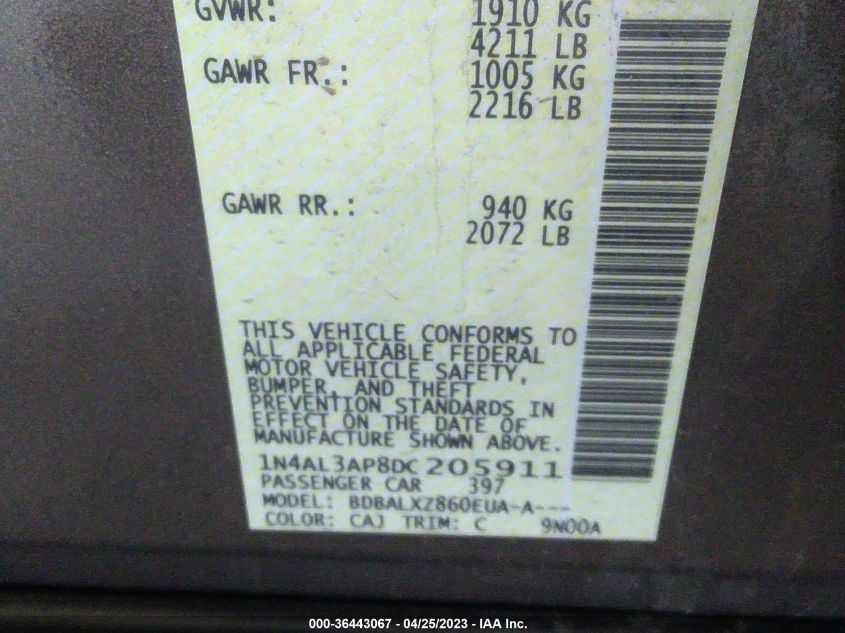 GVWR: 1910 KG
4211 LB
GAWR FR.: 1005 KG
2216 LB
GAWR RR.: 940 KG
2072 LB
THIS VEHICLE CONFORMS TO
ALL APPLICABLE FEDERAL
MOTOR VEHICLE SAFETY,
BUMPER, AND THEFT
PREVENTION STANDARDS IN
EFFECT ON THE DATE OF
MANUFACTURE SHOWN ABOVE.
1N4AL3AP8DC205911
PASSENGER CAR 397
MODEL: BDBALXZ860EUA-A---
COLOR: CAJ TRIM: C 9N00A
000-36443067 - 04/25/2023 - IAA Inc.